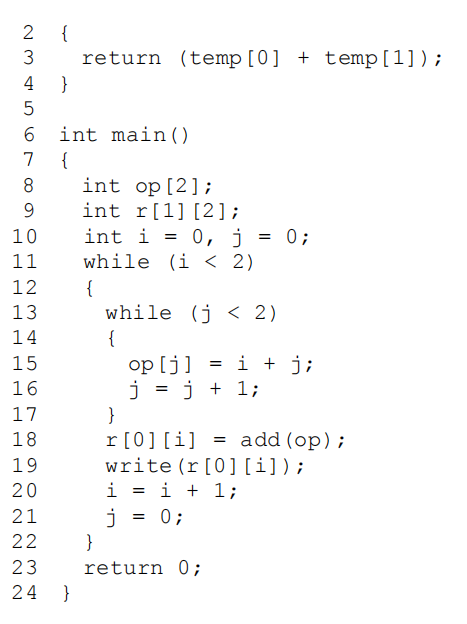 2 {
3 return (temp[0] + temp[1]);
4 }
5
6 int main()
7 {
8 int op[2];
9 int r[1][2];
10 int i = 0, j = 0;
11 while (i < 2)
12 {
13 while (j < 2)
14 {
15 op[j] = i + j;
16 j = j + 1;
17 }
18 r[0][i] = add(op);
19 write(r[0][i]);
20 i = i + 1;
21 j = 0;
22 }
23 return 0;
24 }